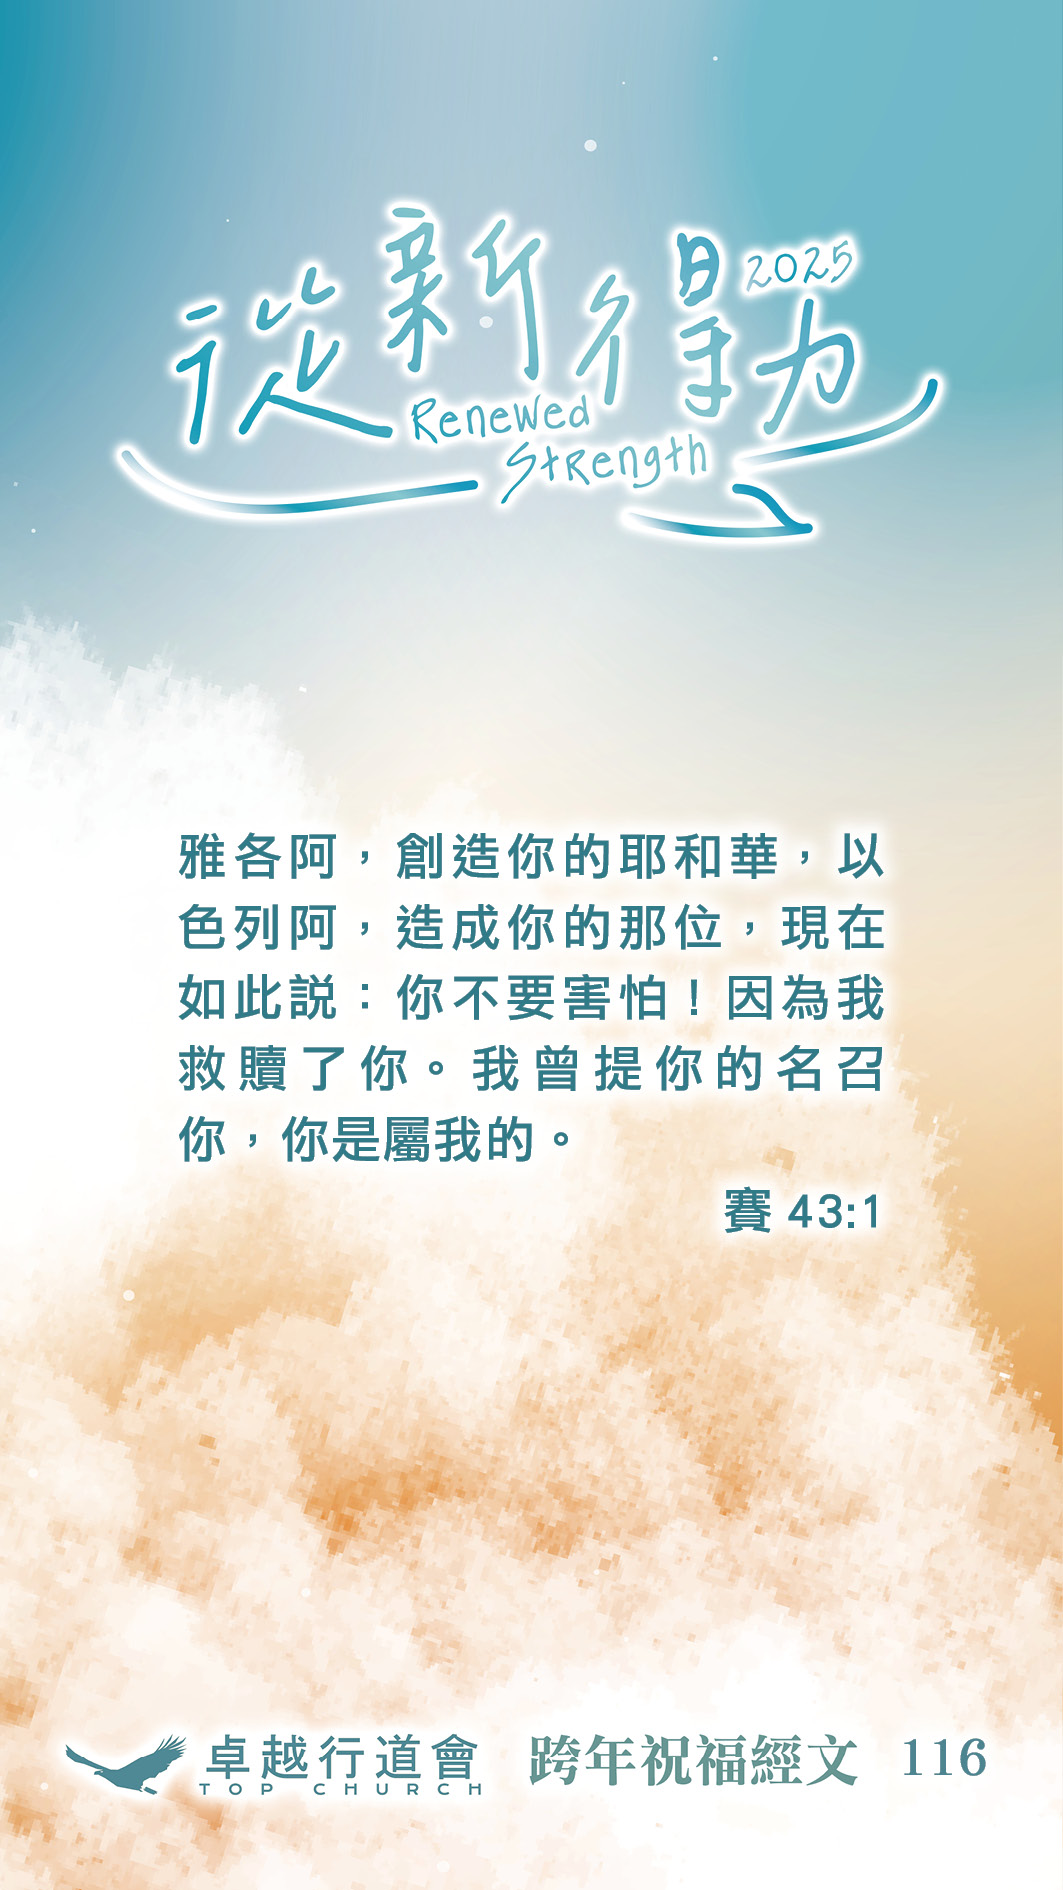 從新得力 2025
Renewed
Strength
雅各阿，創造你的耶和華，以
色列阿，造成你的那位，現在
如此説：你不要害怕！因為我
救贖了你。我曾提你的名召
你，你是屬我的。
賽 43:1
卓越行道會
TOP CHURCH
跨年祝福經文 116